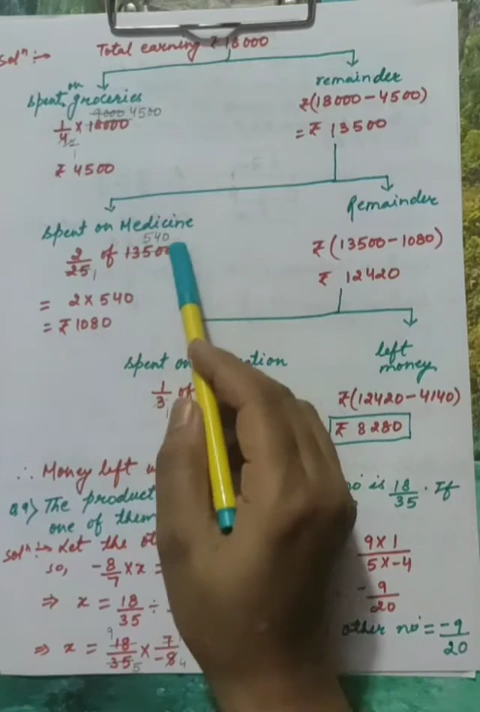 Solⁿ:→ Total earning ₹ 18000
Spent on groceries
9000 4500
1/4 × 18000
₹ 4500
remainder
₹(18000-4500)
= ₹ 13500
Spent on Medicine
540
2/25 of 13500
= 2 × 540
= ₹ 1080
Remainder
₹ (13500-1080)
₹ 12420
Spent on
1/3 of
left money
₹(12420-4140)
₹ 8280
∴ Money left
Q9) The product no is 18/35. If
one of them
Solⁿ:→ Let the
so, -8/7 × x =
⇒ x = 18/35 ÷
⇒ x = 18/35 × 7/-8
9×1/5×-4
-9/20
other no = -9/20